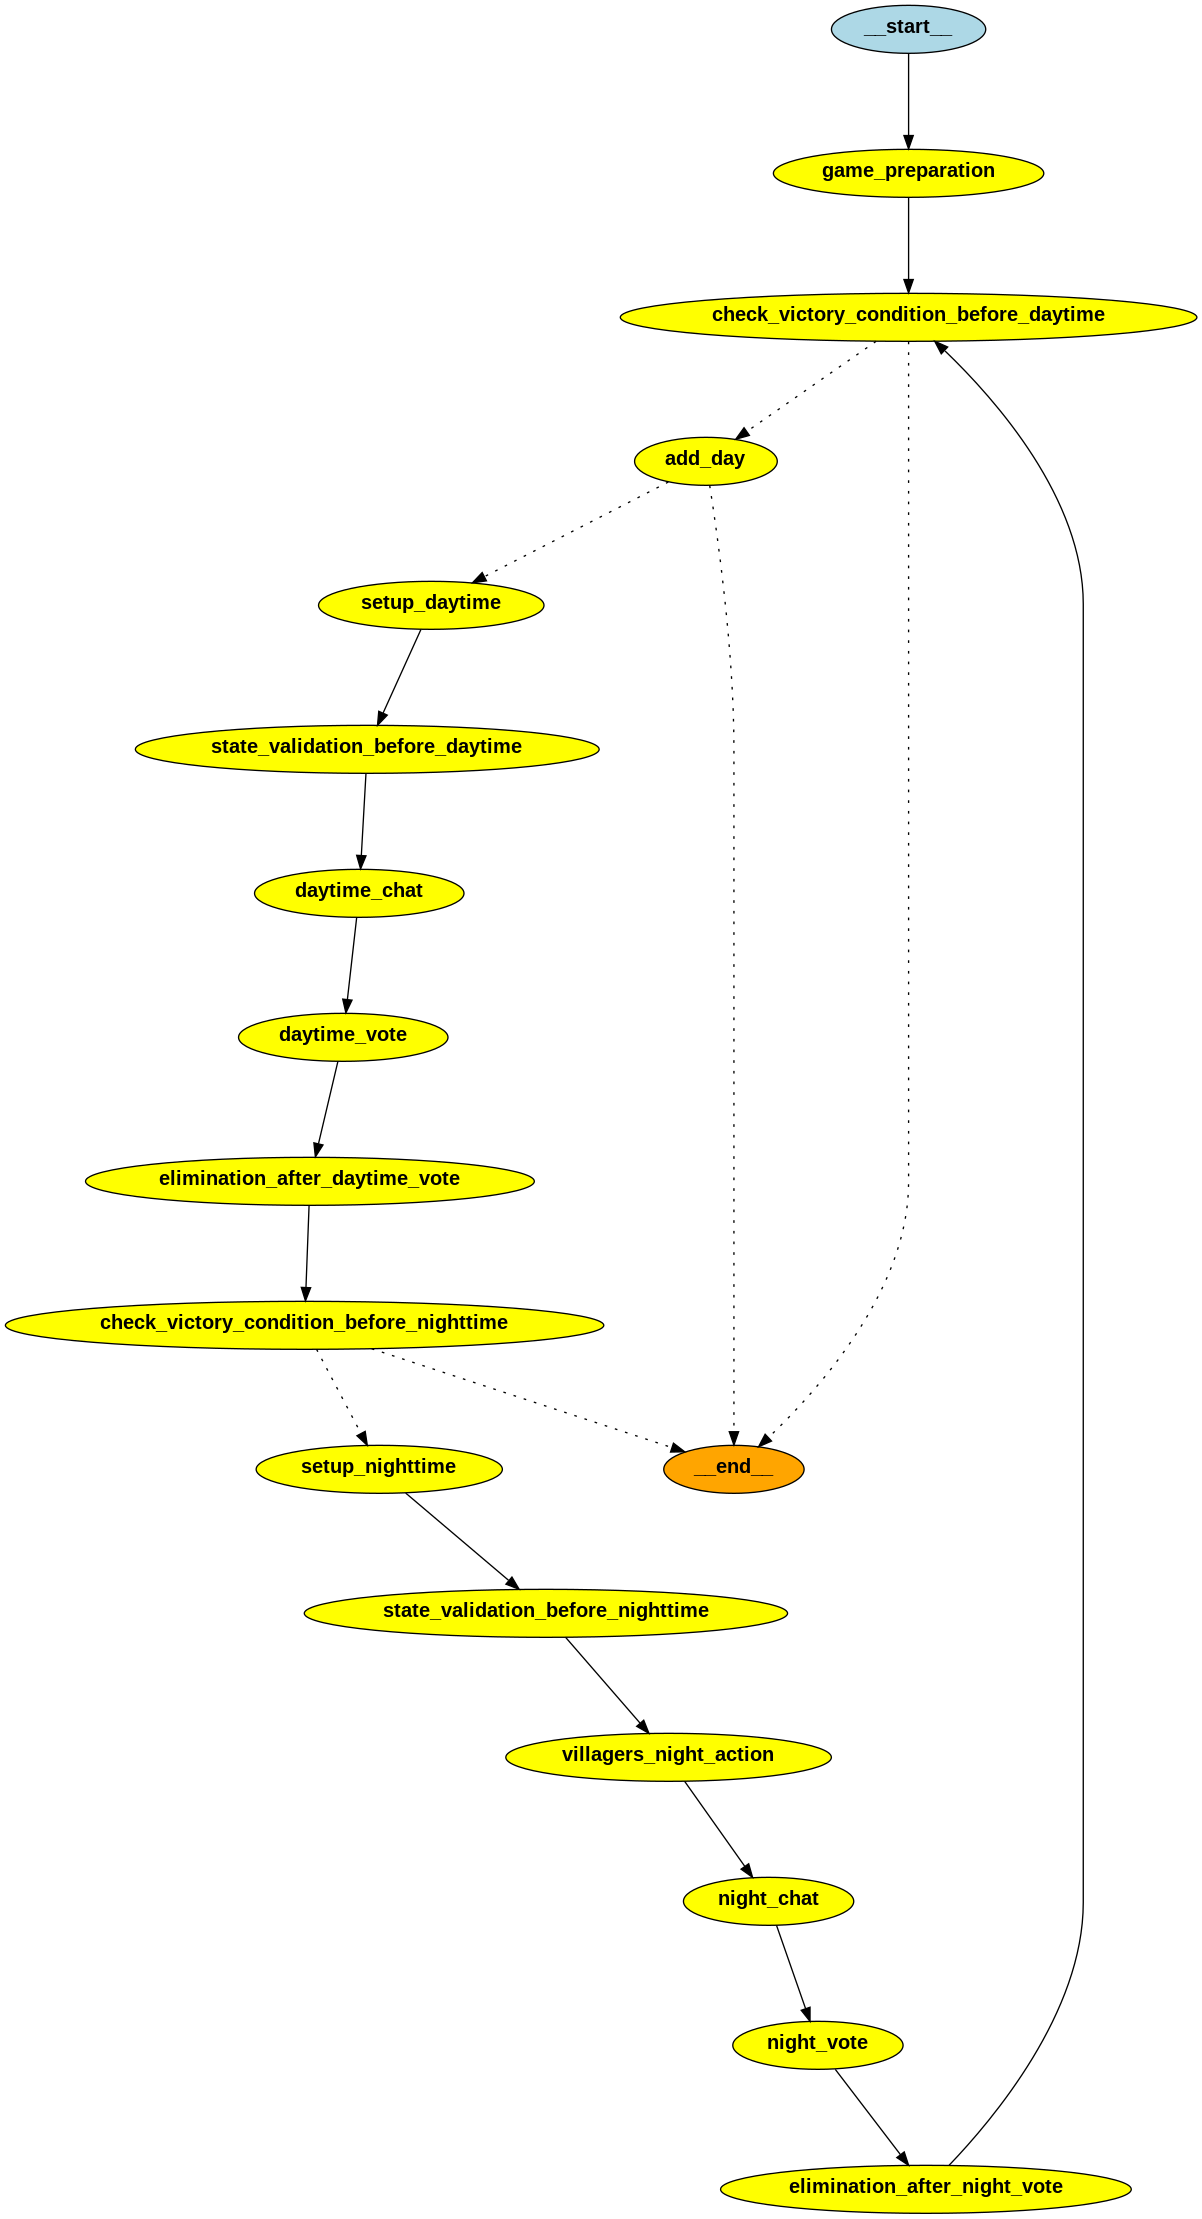 __start__
game_preparation
check_victory_condition_before_daytime
add_day
setup_daytime
state_validation_before_daytime
daytime_chat
daytime_vote
elimination_after_daytime_vote
check_victory_condition_before_nighttime
setup_nighttime
__end__
state_validation_before_nighttime
villagers_night_action
night_chat
night_vote
elimination_after_night_vote